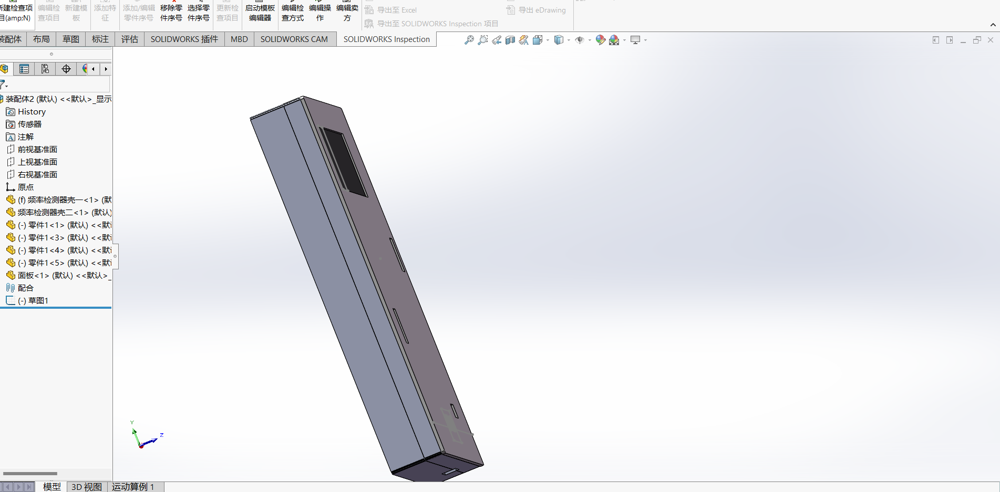 新建检查项 编辑检 新建模 添加特 添加/编辑 移除零 选择零 更新检 启动模板 编辑检 编辑操 编辑卖 导出至 Excel 导出 eDrawing
目(amp;N) 查项目 板 征 零件序号 件序号 件序号 查项目 编辑器 查方式 作 方 导出至 SOLIDWORKS Inspection 项目
装配体 布局 草图 标注 评估 SOLIDWORKS 插件 MBD SOLIDWORKS CAM SOLIDWORKS Inspection
装配体2 (默认) <<默认>_显示
History
传感器
注解
前视基准面
上视基准面
右视基准面
原点
(f) 频率检测器壳一<1> (默
频率检测器壳二<1> (默认)
(-) 零件1<1> (默认) <<默认
(-) 零件1<3> (默认) <<默认
(-) 零件1<4> (默认) <<默认
(-) 零件1<5> (默认) <<默认
面板<1> (默认) <<默认>_
配合
(-) 草图1
Y
Z
模型 3D 视图 运动算例 1